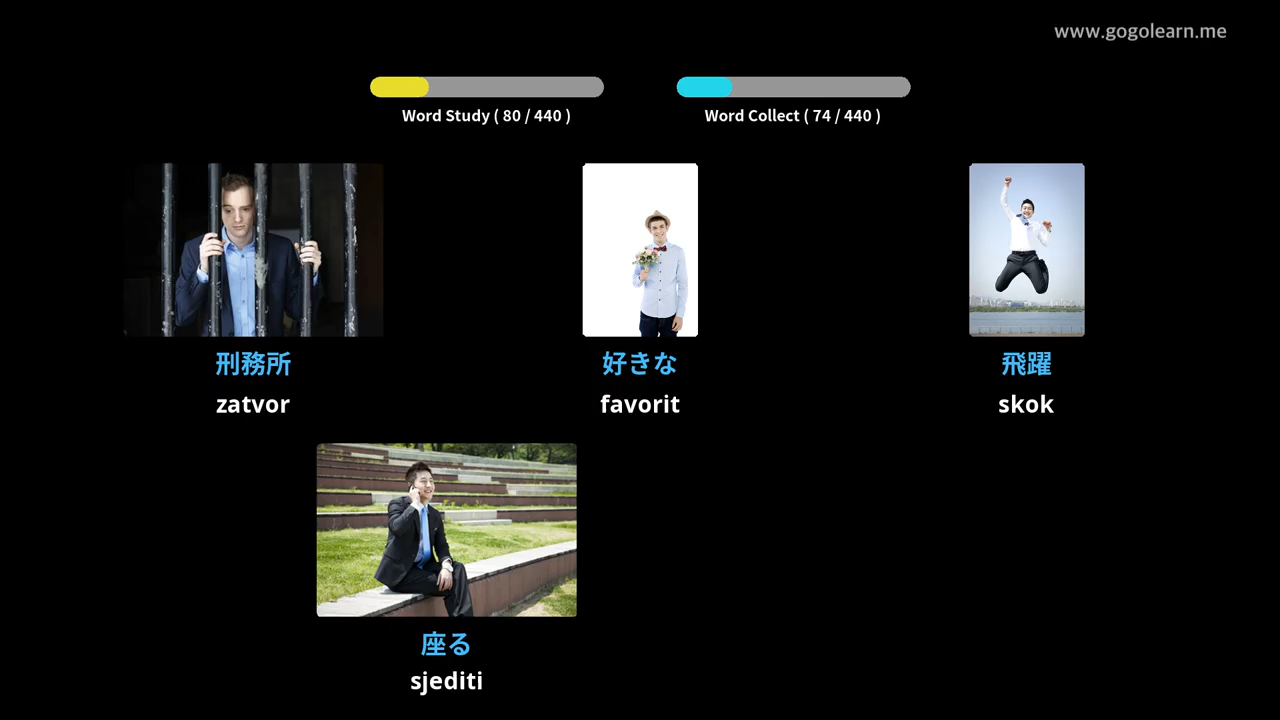 www.gogolearn.me
Word Study ( 80 / 440 )
Word Collect ( 74 / 440 )
刑務所
好きな
飛躍
zatvor
favorit
skok
座る
sjediti